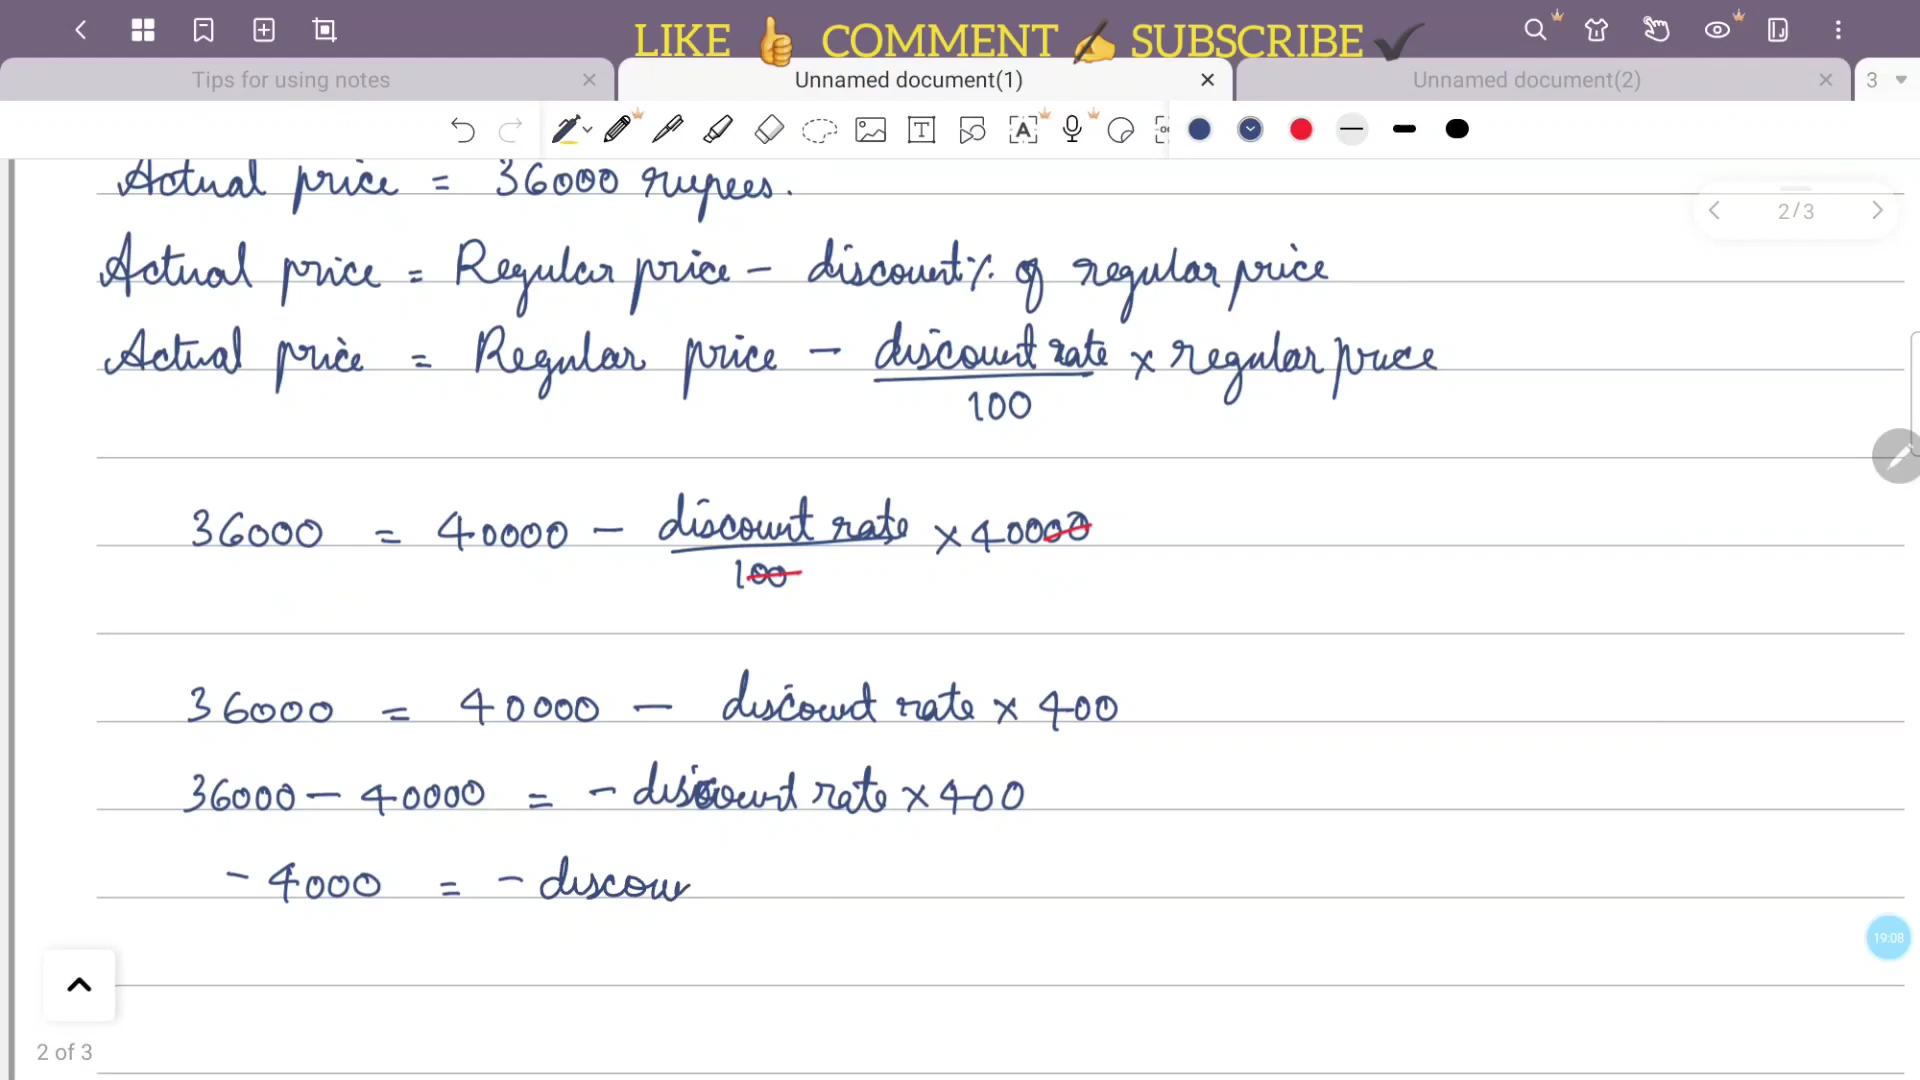 LIKE 👍 COMMENT ✍ SUBSCRIBE ✔
Tips for using notes
Unnamed document(1)
Unnamed document(2)
3
Actual price = 36000 rupees.
2/3
Actual price = Regular price - discount % of regular price
Actual price = Regular price - discount rate/100 × regular price
36000 = 40000 - discount rate/100 × 40000
36000 = 40000 - discount rate × 400
36000 - 40000 = - discount rate × 400
- 4000 = - discou
19:08
2 of 3